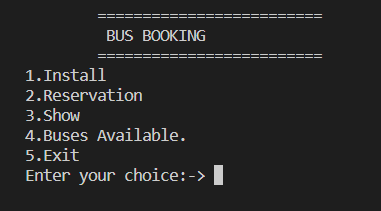 =========================
BUS BOOKING
=========================
1.Install
2.Reservation
3.Show
4.Buses Available.
5.Exit
Enter your choice:->